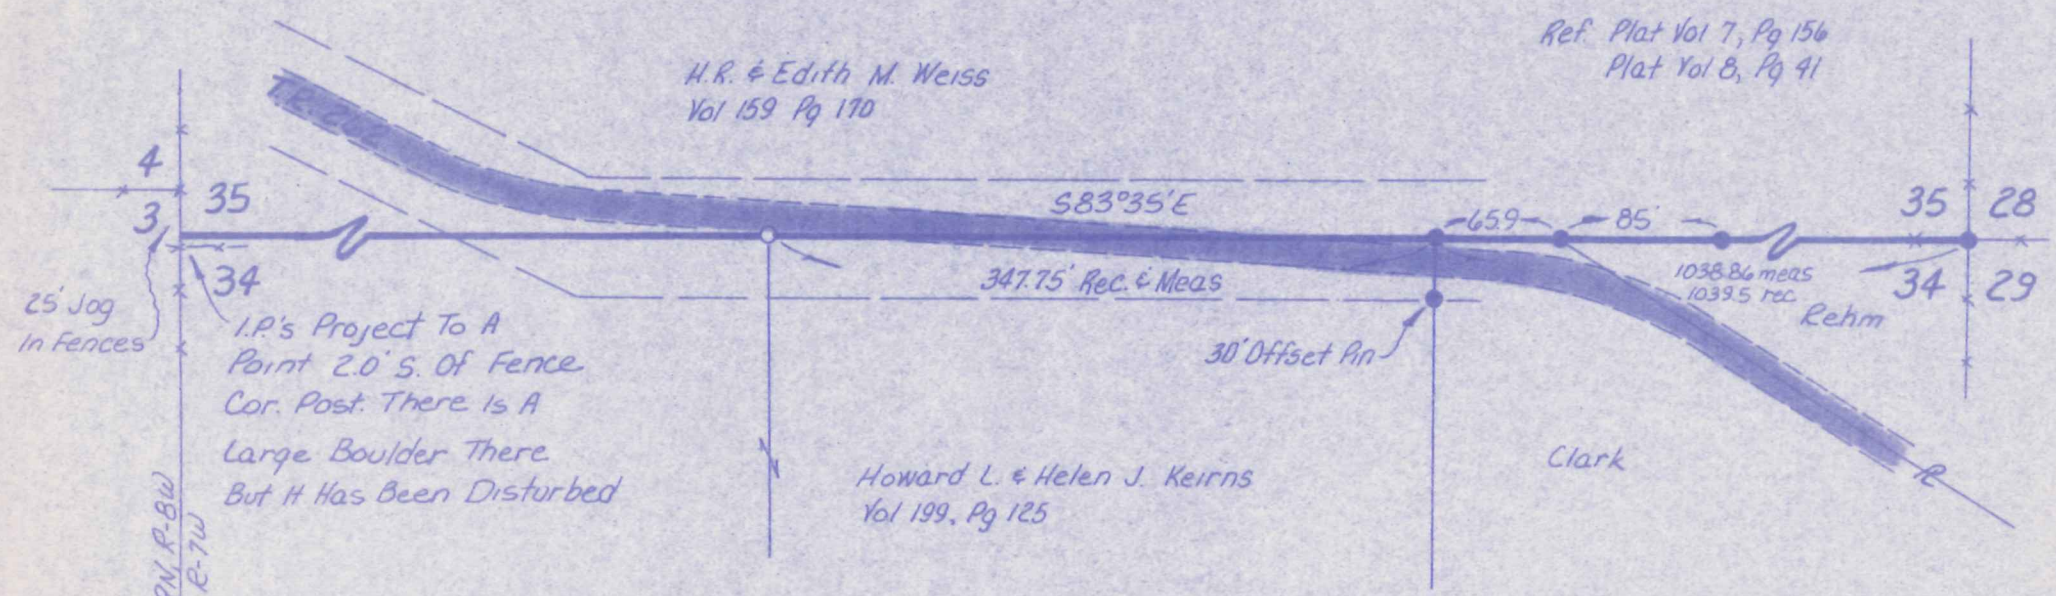 Ref. Plat Vol 7, Pg 156
Plat Vol 8, Pg 41
H.R. & Edith M. Weiss
Vol 159 Pg 170
4
35
3
34
S83°35'E
65.9
85'
35
28
34
29
347.75' Rec. & Meas
1038.86 meas
1039.5 rec
Rehm
25' Jog
In Fences
I.P.'s Project To A
Point 2.0' S. Of Fence
Cor. Post. There Is A
Large Boulder There
But It Has Been Disturbed
30' Offset Pin
Howard L. & Helen J. Keirns
Vol 199, Pg 125
Clark
R-8W
R-7W